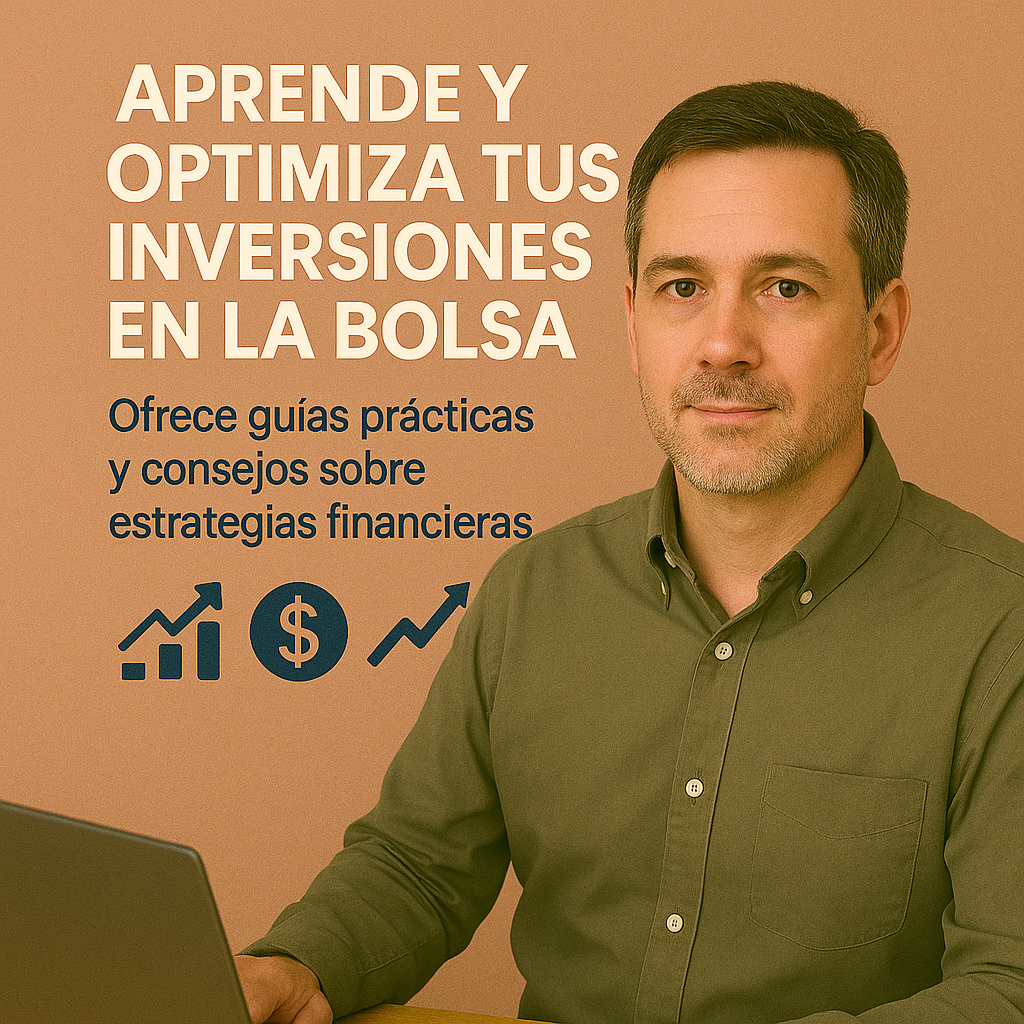 APRENDE Y
OPTIMIZA TUS
INVERSIONES
EN LA BOLSA
Ofrece guías prácticas
y consejos sobre
estrategias financieras
$